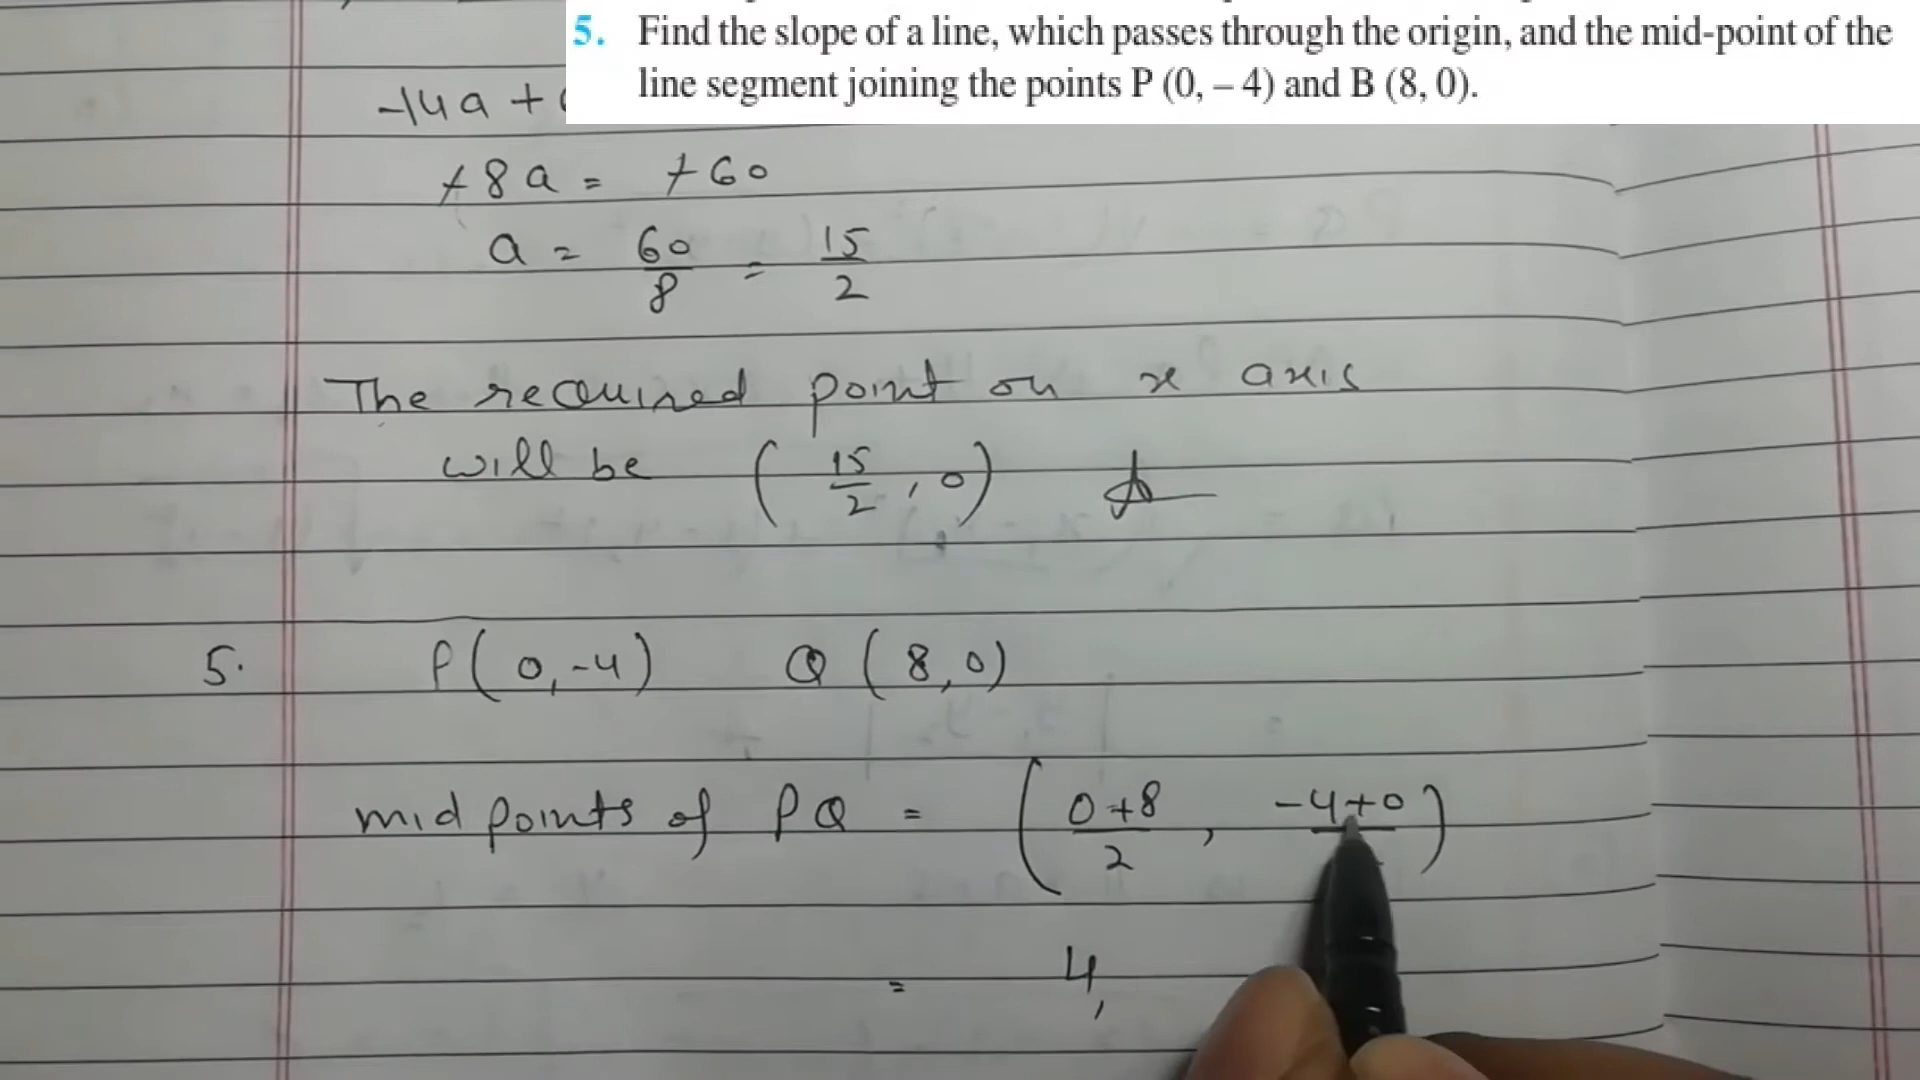 5. Find the slope of a line, which passes through the origin, and the mid-point of the
line segment joining the points P (0, – 4) and B (8, 0).
-14a +
+8a = +60
a = 60/8 = 15/2
The required point on x axis
will be (15/2, 0)
5. P(0,-4) Q(8,0)
mid points of PQ = (0+8/2, -4+0/)
= 4,